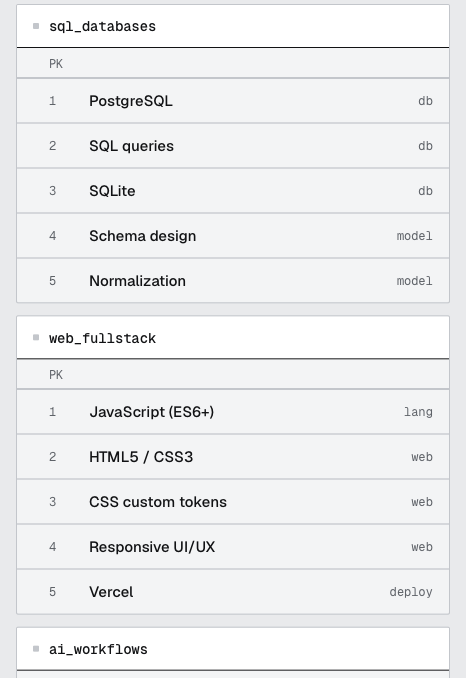 sql_databases
PK
1 PostgreSQL db
2 SQL queries db
3 SQLite db
4 Schema design model
5 Normalization model
web_fullstack
PK
1 JavaScript (ES6+) lang
2 HTML5 / CSS3 web
3 CSS custom tokens web
4 Responsive UI/UX web
5 Vercel deploy
ai_workflows